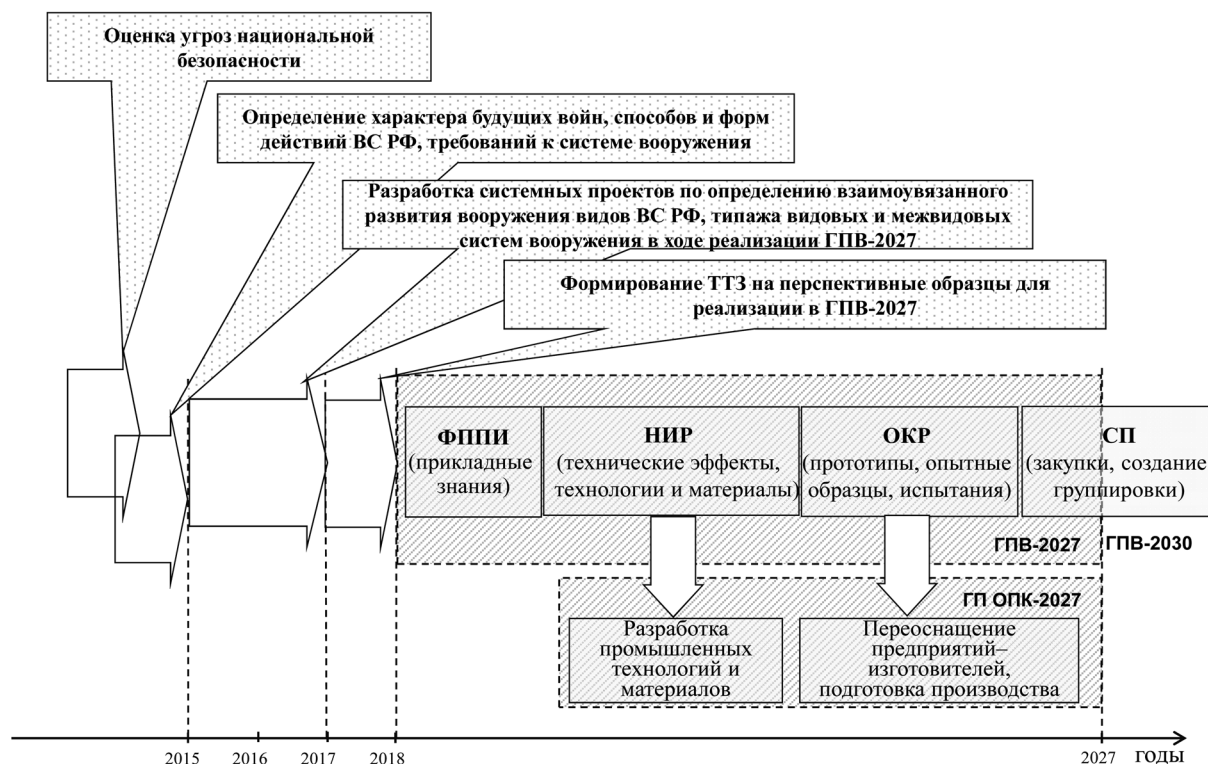 Оценка угроз национальной
безопасности
Определение характера будущих войн, способов и форм
действий ВС РФ, требований к системе вооружения
Разработка системных проектов по определению взаимоувязанного
развития вооружения видов ВС РФ, типажа видовых и межвидовых
систем вооружения в ходе реализации ГПВ-2027
Формирование ТТЗ на перспективные образцы для
реализации в ГПВ-2027
ФППИ
(прикладные
знания)
НИР
(технические эффекты,
технологии и материалы)
ОКР
(прототипы, опытные
образцы, испытания)
СП
(закупки, создание
группировки)
ГПВ-2027
ГПВ-2030
ГП ОПК-2027
Разработка
промышленных
технологий и
материалов
Переоснащение
предприятий–
изготовителей,
подготовка производства
2015
2016
2017
2018
2027
ГОДЫ